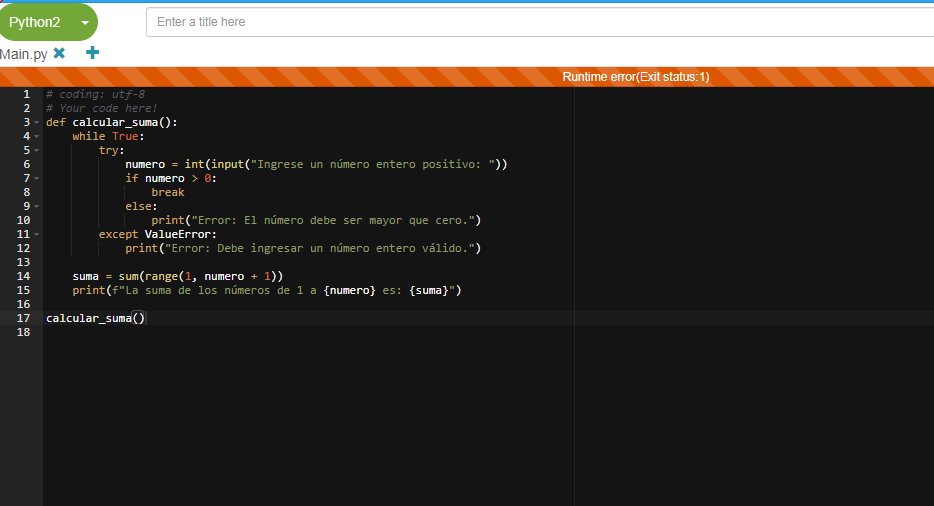 Python2 Enter a title here
Main.py
Runtime error(Exit status:1)
1 # coding: utf-8
2 # Your code here!
3 def calcular_suma():
4 while True:
5 try:
6 numero = int(input("Ingrese un número entero positivo: "))
7 if numero > 0:
8 break
9 else:
10 print("Error: El número debe ser mayor que cero.")
11 except ValueError:
12 print("Error: Debe ingresar un número entero válido.")
13
14 suma = sum(range(1, numero + 1))
15 print(f"La suma de los números de 1 a {numero} es: {suma}")
16
17 calcular_suma()
18